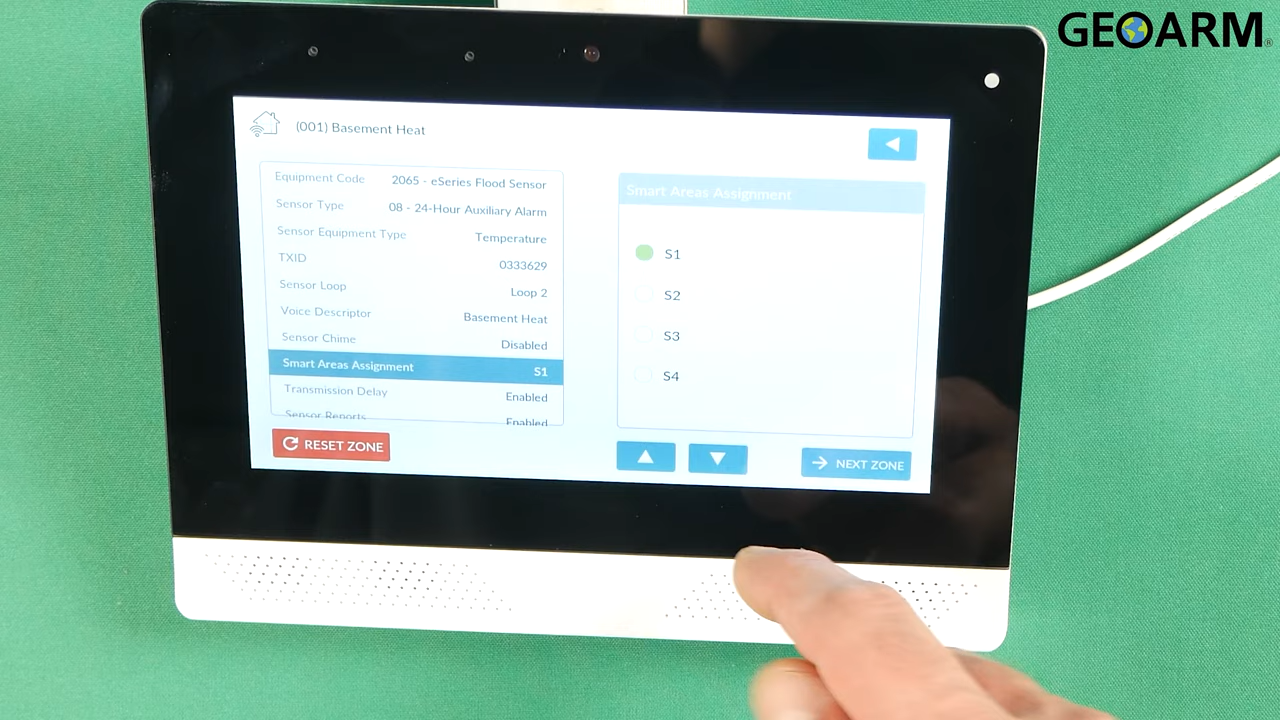 GEOARM
(001) Basement Heat
Equipment Code 2065 - eSeries Flood Sensor
Sensor Type 08 - 24-Hour Auxiliary Alarm
Sensor Equipment Type Temperature
TXID 0333629
Sensor Loop Loop 2
Voice Descriptor Basement Heat
Sensor Chime Disabled
Smart Areas Assignment S1
Transmission Delay Enabled
Sensor Reports Enabled
RESET ZONE
Smart Areas Assignment
S1
S2
S3
S4
NEXT ZONE